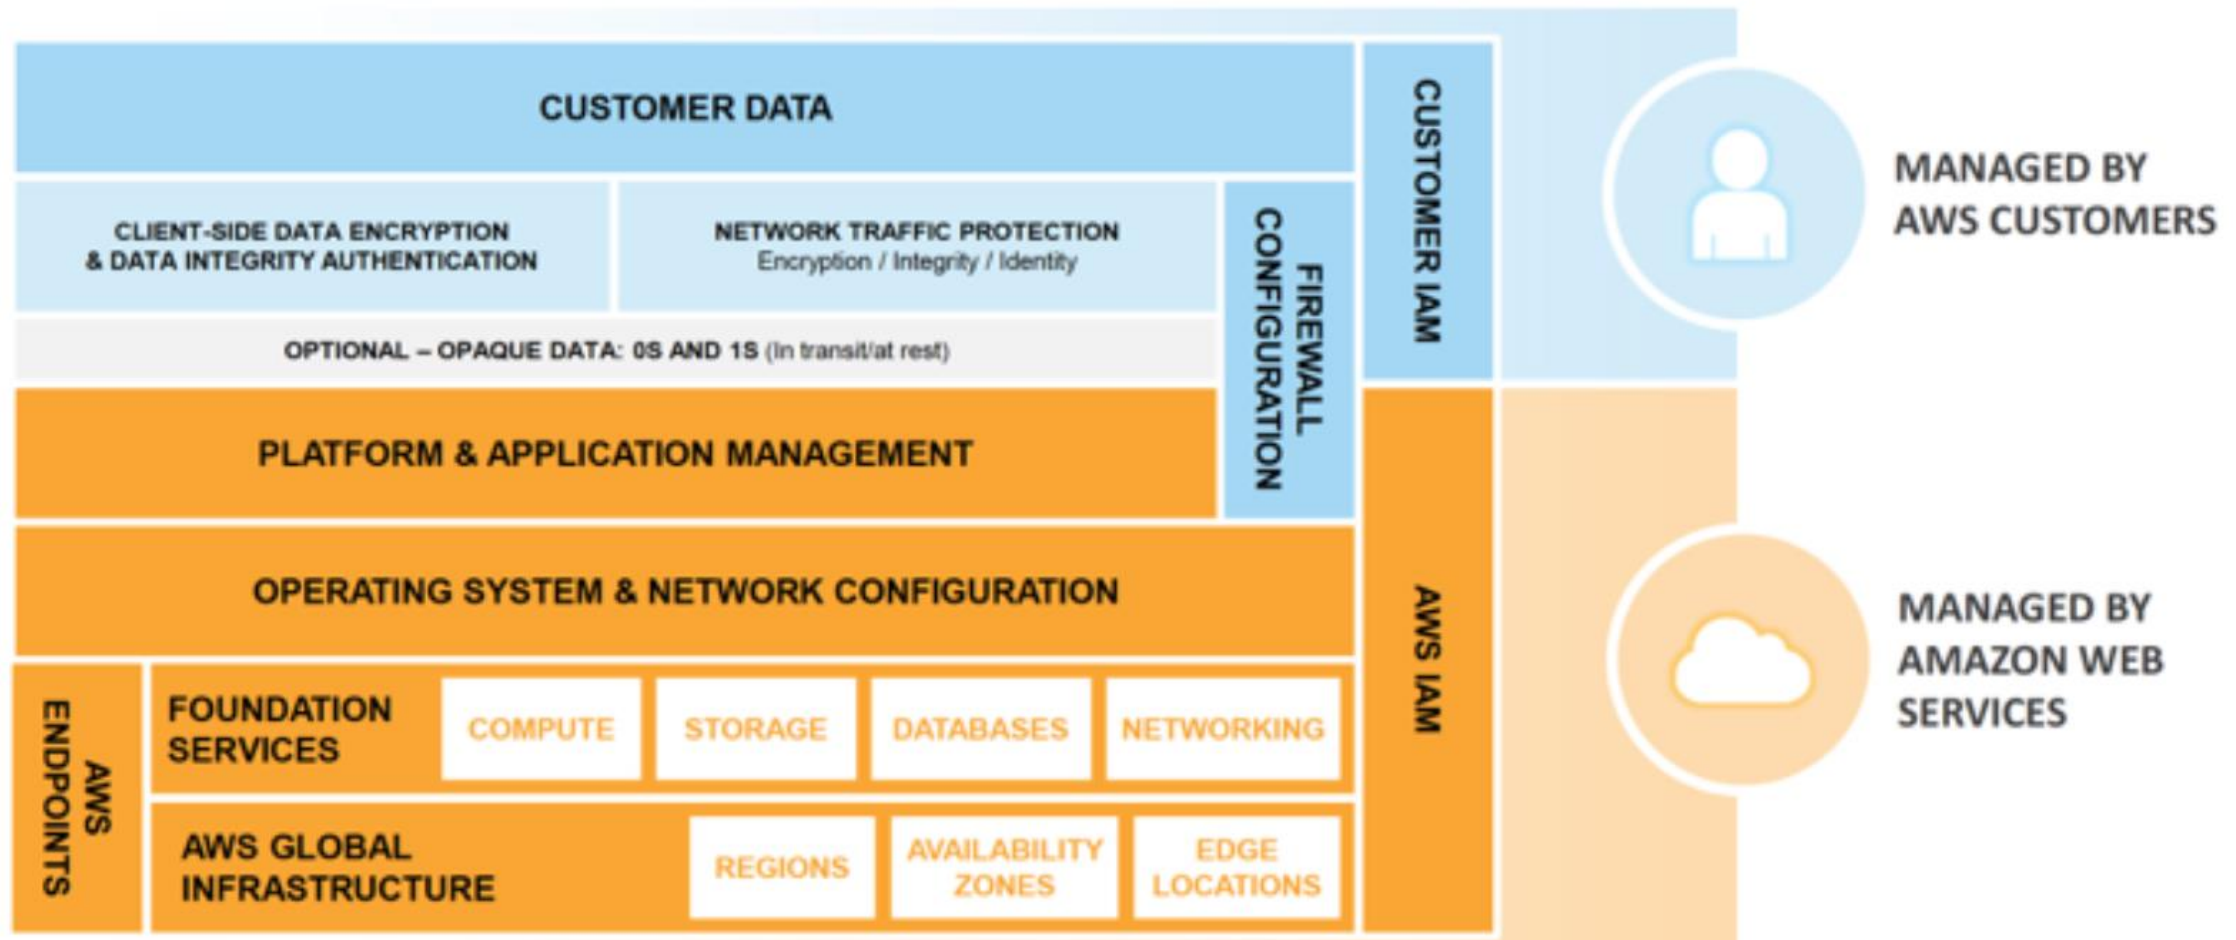 CUSTOMER DATA
CUSTOMER IAM
CLIENT-SIDE DATA ENCRYPTION
& DATA INTEGRITY AUTHENTICATION
NETWORK TRAFFIC PROTECTION
Encryption / Integrity / Identity
FIREWALL
CONFIGURATION
OPTIONAL – OPAQUE DATA: 0S AND 1S (In transit/at rest)
PLATFORM & APPLICATION MANAGEMENT
OPERATING SYSTEM & NETWORK CONFIGURATION
AWS IAM
AWS
ENDPOINTS
FOUNDATION
SERVICES
COMPUTE
STORAGE
DATABASES
NETWORKING
AWS GLOBAL
INFRASTRUCTURE
REGIONS
AVAILABILITY
ZONES
EDGE
LOCATIONS
MANAGED BY
AWS CUSTOMERS
MANAGED BY
AMAZON WEB
SERVICES